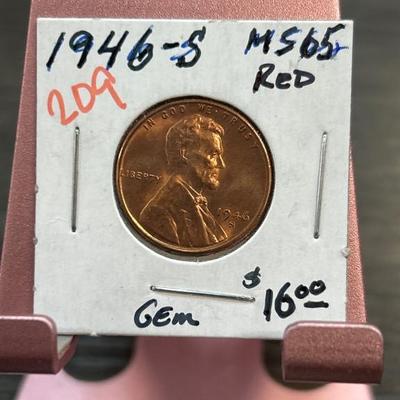 1946-S MS65
209 RED
IN GOD WE TRUST
LIBERTY
1946
S
Gem $16.00